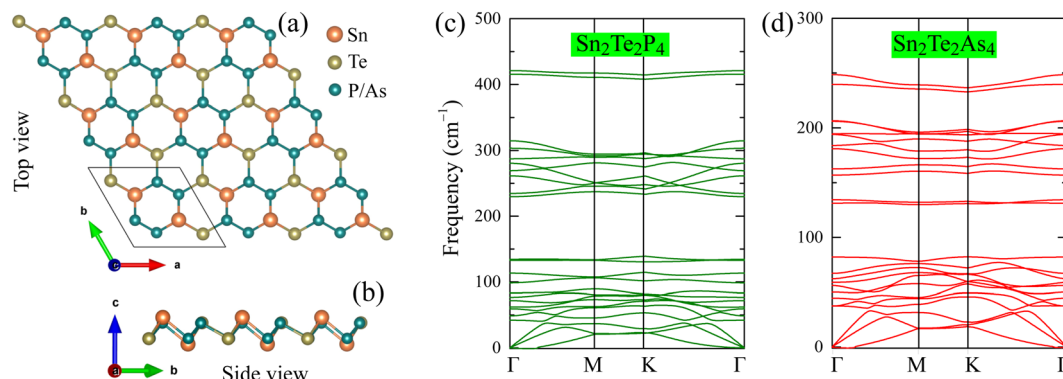 (a)
Top view
Sn
Te
P/As
b
c
a
(b)
c
a
b
Side view
(c)
Sn₂Te₂P₄
Frequency (cm⁻¹)
500
400
300
200
100
0
Γ M K Γ
(d)
Sn₂Te₂As₄
300
200
100
0
Γ M K Γ